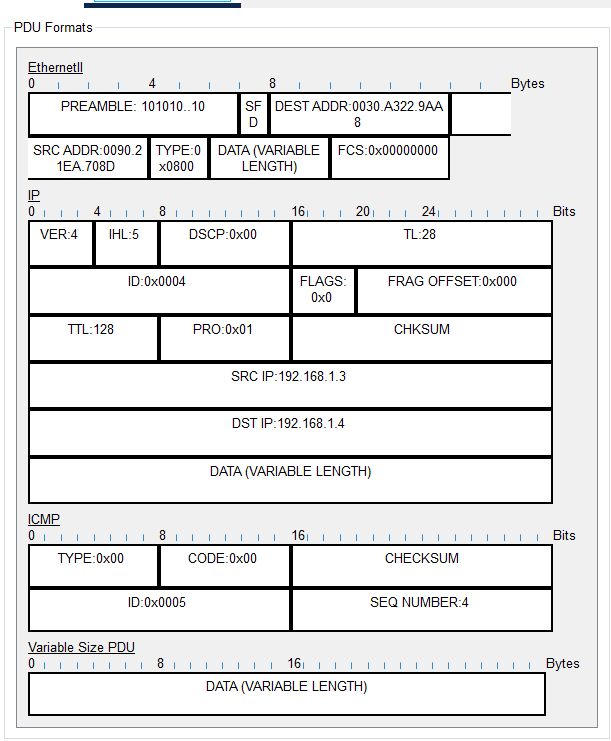 PDU Formats
EthernetII
0 4 8 Bytes
PREAMBLE: 101010..10
SF
D
DEST ADDR:0030.A322.9AA
8
SRC ADDR:0090.2
1EA.708D
TYPE:0
x0800
DATA (VARIABLE
LENGTH)
FCS:0x00000000
IP
0 4 8 16 20 24 Bits
VER:4 IHL:5 DSCP:0x00 TL:28
ID:0x0004
FLAGS:
0x0
FRAG OFFSET:0x000
TTL:128 PRO:0x01 CHKSUM
SRC IP:192.168.1.3
DST IP:192.168.1.4
DATA (VARIABLE LENGTH)
ICMP
0 8 16 Bits
TYPE:0x00 CODE:0x00 CHECKSUM
ID:0x0005 SEQ NUMBER:4
Variable Size PDU
0 8 16 Bytes
DATA (VARIABLE LENGTH)